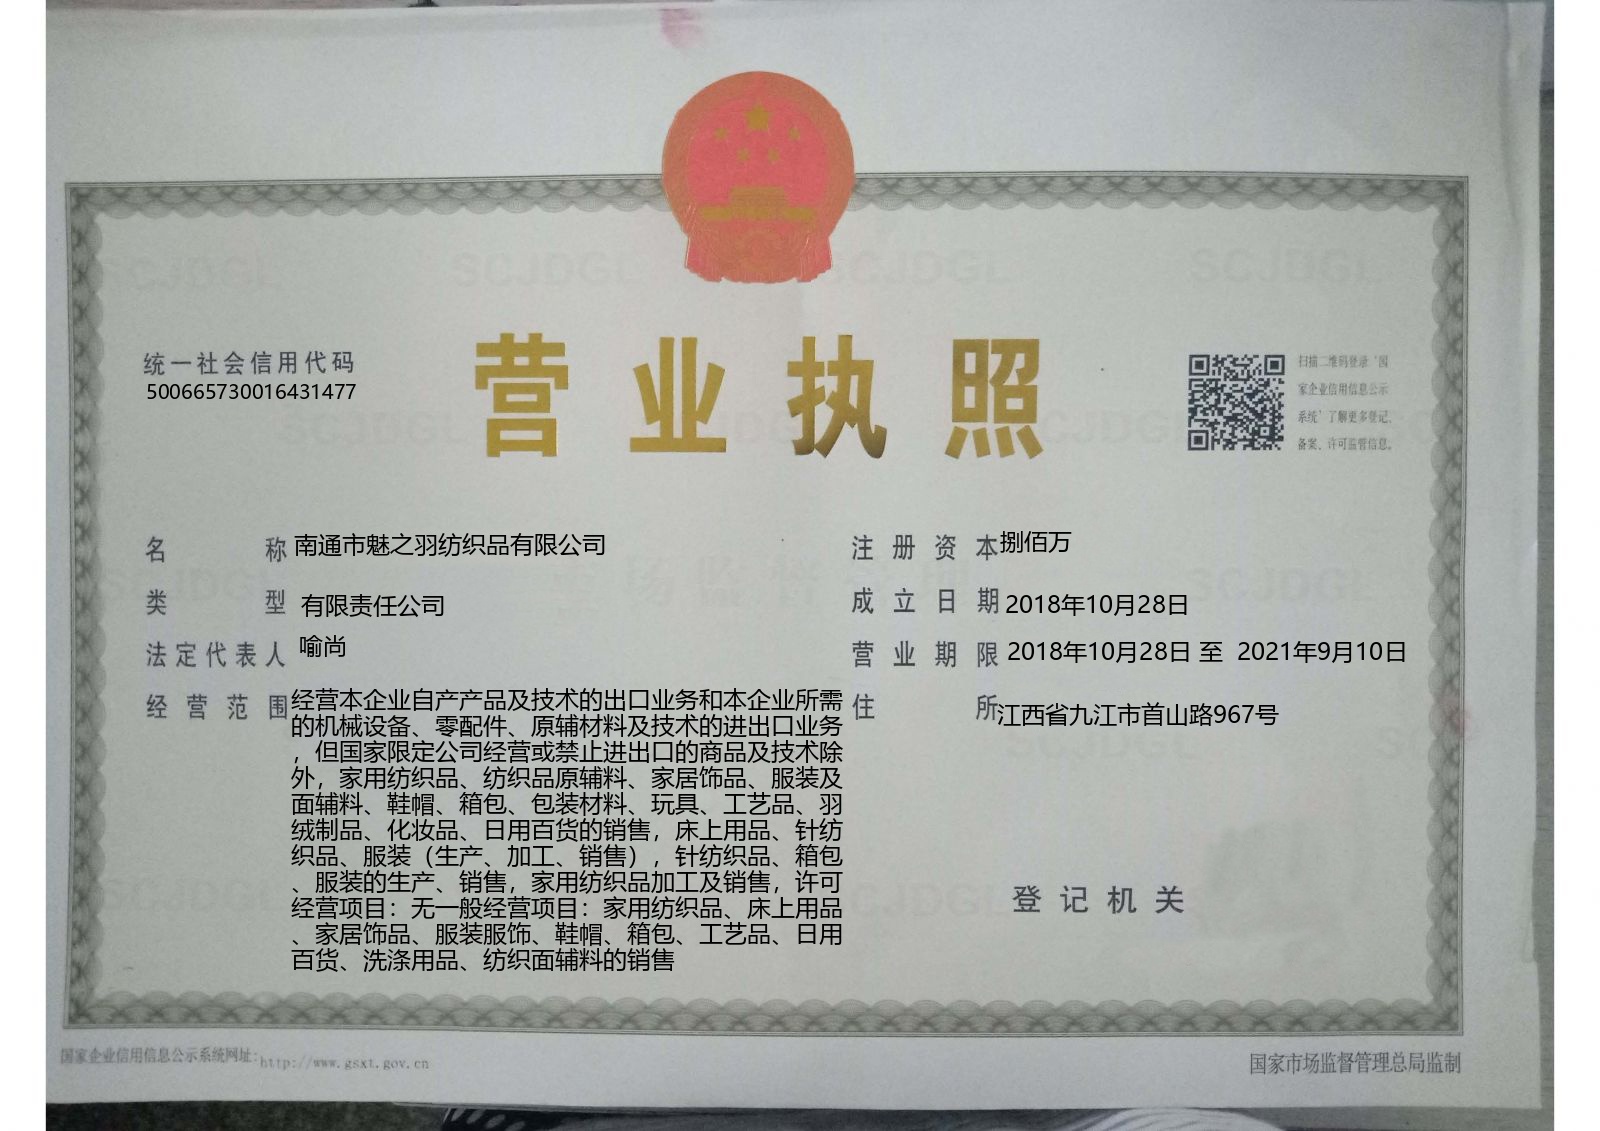 营业执照
统一社会信用代码
500665730016431477
扫描二维码登录‘国
家企业信用信息公示
系统’了解更多登记、
备案、许可监管信息。
名称 南通市魅之羽纺织品有限公司
类型 有限责任公司
法定代表人 喻尚
经营范围 经营本企业自产产品及技术的出口业务和本企业所需
的机械设备、零配件、原辅材料及技术的进出口业务
，但国家限定公司经营或禁止进出口的商品及技术除
外，家用纺织品、纺织品原辅料、家居饰品、服装及
面辅料、鞋帽、箱包、包装材料、玩具、工艺品、羽
绒制品、化妆品、日用百货的销售，床上用品、针纺
织品、服装（生产、加工、销售），针纺织品、箱包
、服装的生产、销售，家用纺织品加工及销售，许可
经营项目：无一般经营项目：家用纺织品、床上用品
、家居饰品、服装服饰、鞋帽、箱包、工艺品、日用
百货、洗涤用品、纺织面辅料的销售
注册资本 捌佰万
成立日期 2018年10月28日
营业期限 2018年10月28日 至 2021年9月10日
住所 江西省九江市首山路967号
登记机关
国家企业信用信息公示系统网址: http://www.gsxt.gov.cn
国家市场监督管理总局监制